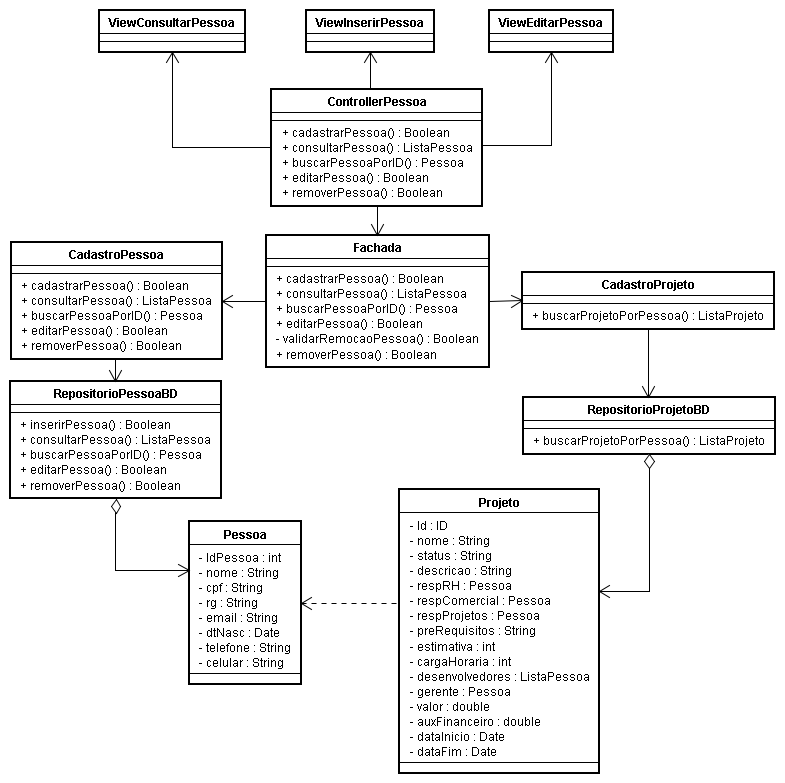 ViewConsultarPessoa
ViewInserirPessoa
ViewEditarPessoa
ControllerPessoa
+ cadastrarPessoa() : Boolean
+ consultarPessoa() : ListaPessoa
+ buscarPessoaPorID() : Pessoa
+ editarPessoa() : Boolean
+ removerPessoa() : Boolean
CadastroPessoa
+ cadastrarPessoa() : Boolean
+ consultarPessoa() : ListaPessoa
+ buscarPessoaPorID() : Pessoa
+ editarPessoa() : Boolean
+ removerPessoa() : Boolean
Fachada
+ cadastrarPessoa() : Boolean
+ consultarPessoa() : ListaPessoa
+ buscarPessoaPorID() : Pessoa
+ editarPessoa() : Boolean
- validarRemocaoPessoa() : Boolean
+ removerPessoa() : Boolean
CadastroProjeto
+ buscarProjetoPorPessoa() : ListaProjeto
RepositorioPessoaBD
+ inserirPessoa() : Boolean
+ consultarPessoa() : ListaPessoa
+ buscarPessoaPorID() : Pessoa
+ editarPessoa() : Boolean
+ removerPessoa() : Boolean
RepositorioProjetoBD
+ buscarProjetoPorPessoa() : ListaProjeto
Pessoa
- IdPessoa : int
- nome : String
- cpf : String
- rg : String
- email : String
- dtNasc : Date
- telefone : String
- celular : String
Projeto
- Id : ID
- nome : String
- status : String
- descricao : String
- respRH : Pessoa
- respComercial : Pessoa
- respProjetos : Pessoa
- preRequisitos : String
- estimativa : int
- cargaHoraria : int
- desenvolvedores : ListaPessoa
- gerente : Pessoa
- valor : double
- auxFinanceiro : double
- dataInicio : Date
- dataFim : Date